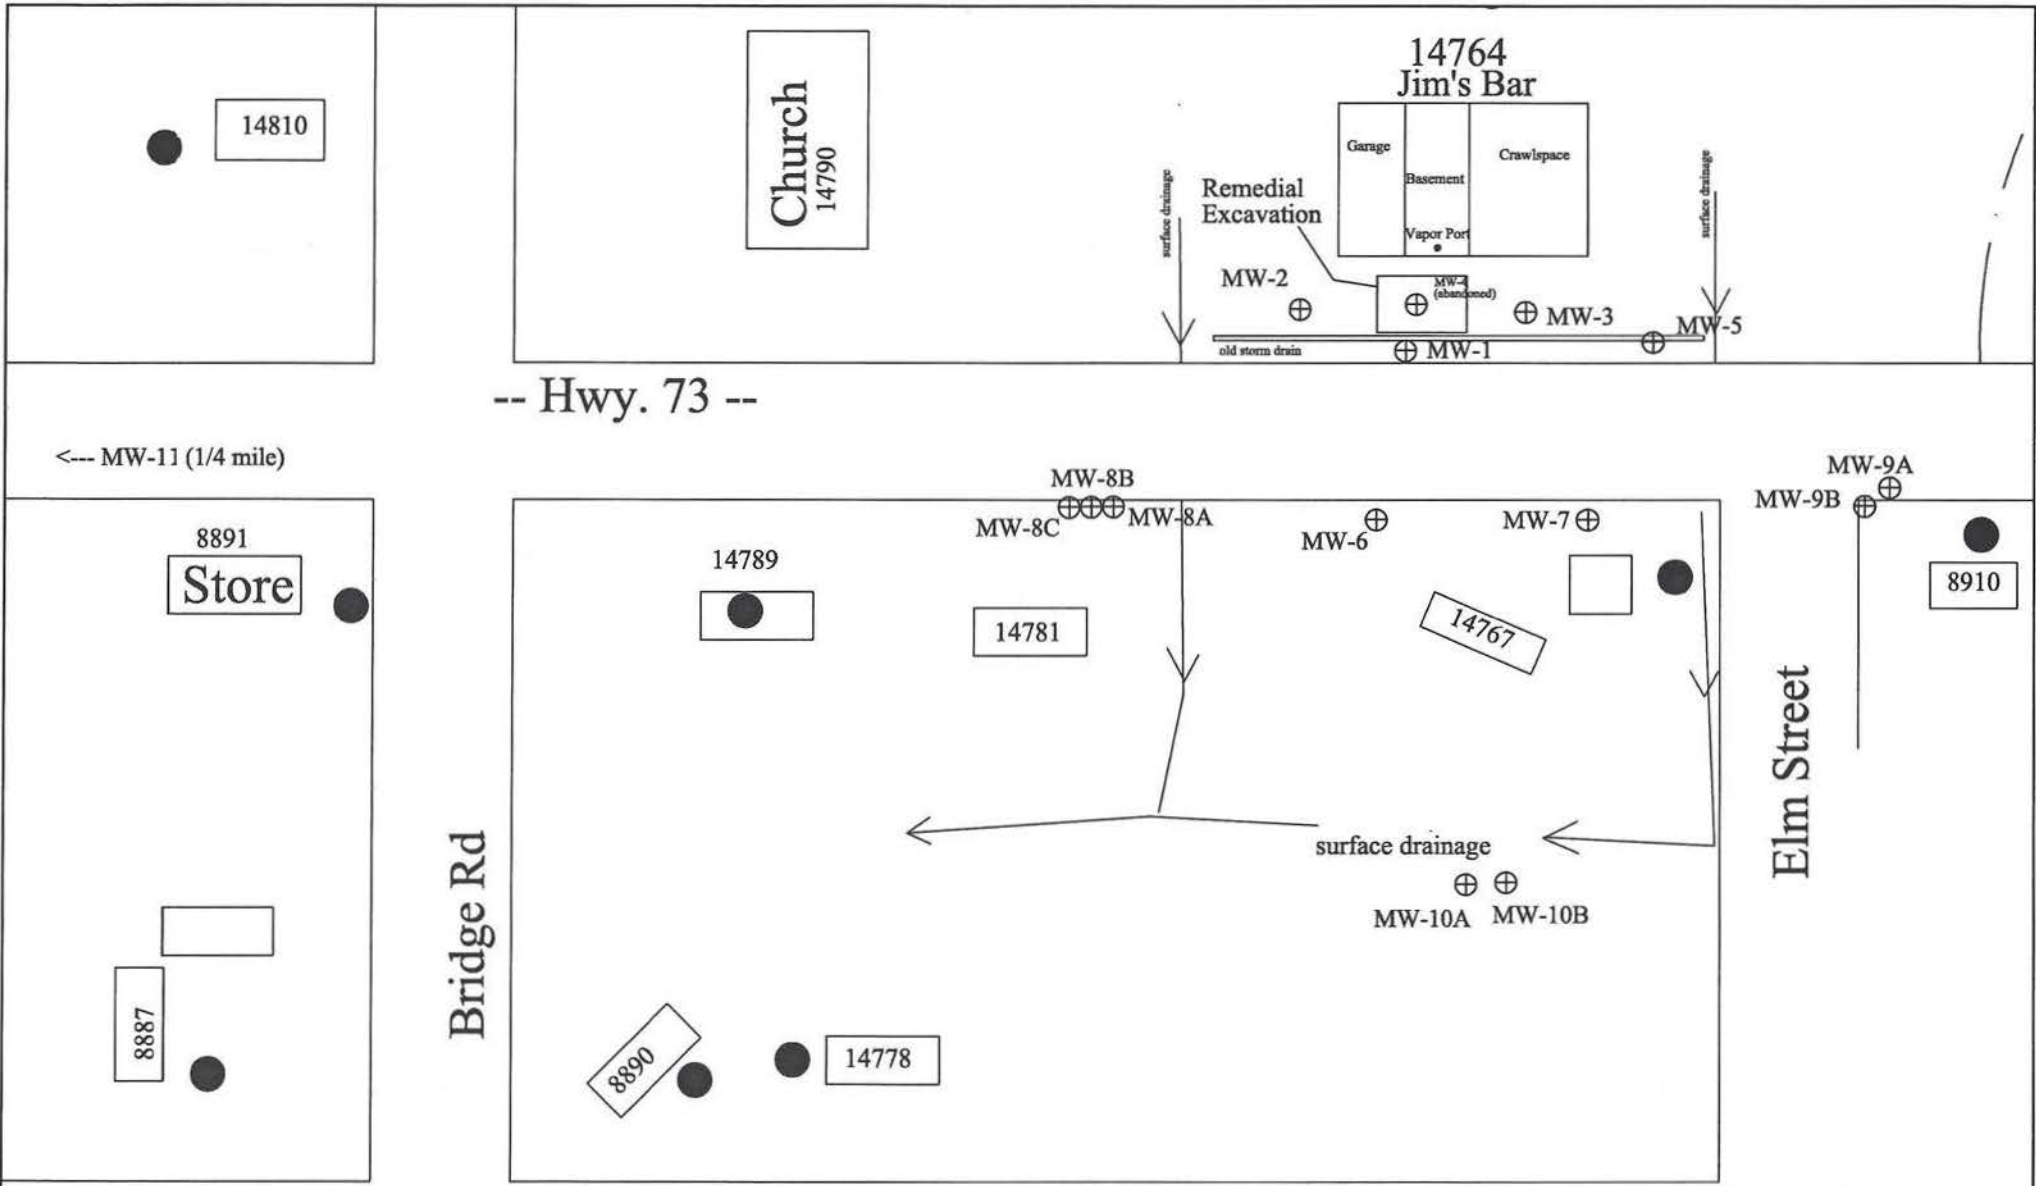 14764
Jim's Bar
14810
Church
14790
Garage
Basement
Crawlspace
Vapor Port
surface drainage
surface drainage
Remedial
Excavation
MW-2
MW-4
(abandoned)
MW-3
MW-5
old storm drain
MW-1
-- Hwy. 73 --
<--- MW-11 (1/4 mile)
MW-8B
MW-8C
MW-8A
MW-6
MW-7
MW-9A
MW-9B
8891
Store
14789
14781
14767
8910
Elm Street
surface drainage
MW-10A
MW-10B
Bridge Rd
8887
8890
14778